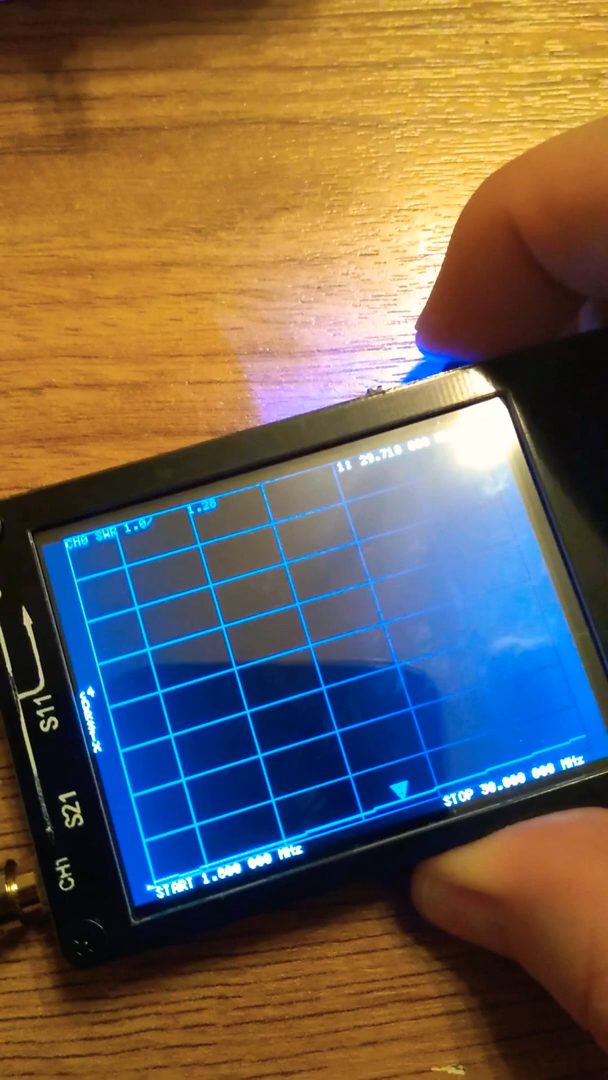 CH0 SWR 1.0/ 1.20
1: 29.710 000
START 1.800 000 MHz
STOP 30.000 000 MHz
S11
S21
CH1